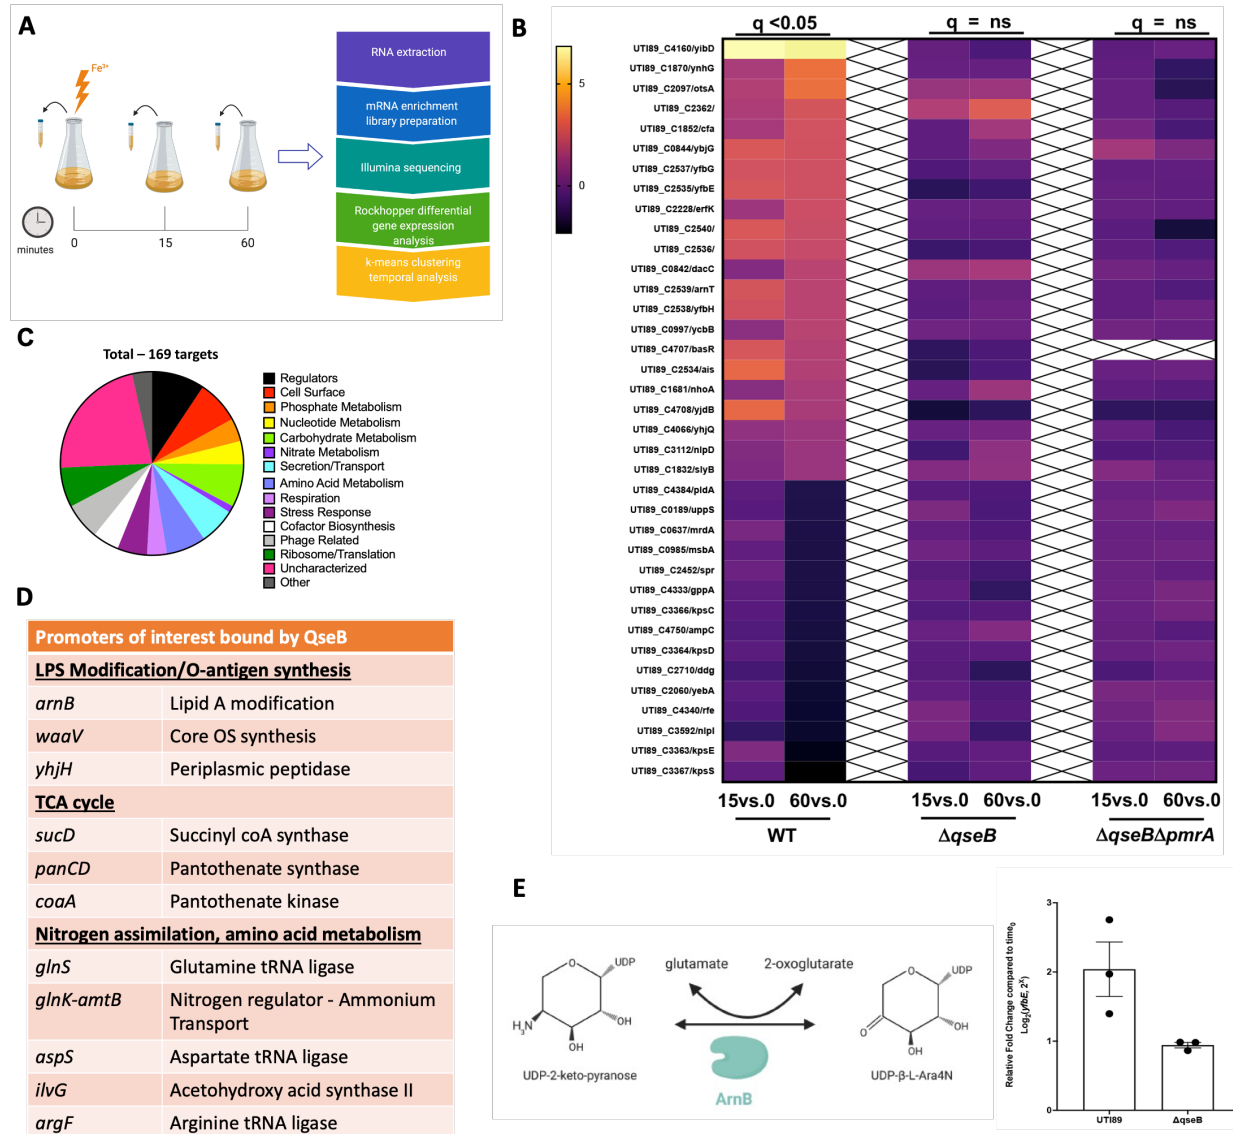 A
Fe³⁺
minutes
0
15
60
RNA extraction
mRNA enrichment
library preparation
Illumina sequencing
Rockhopper differential
gene expression
analysis
k-means clustering
temporal analysis
B
q <0.05
q = ns
q = ns
5
0
UTI89_C4160/yibD
UTI89_C1870/ynhG
UTI89_C2097/otsA
UTI89_C2362/
UTI89_C1852/cfa
UTI89_C0844/ybjG
UTI89_C2537/yfbG
UTI89_C2535/yfbE
UTI89_C2228/erfK
UTI89_C2540/
UTI89_C2536/
UTI89_C0842/dacC
UTI89_C2539/arnT
UTI89_C2538/yfbH
UTI89_C0997/ycbB
UTI89_C4707/basR
UTI89_C2534/ais
UTI89_C1681/nhoA
UTI89_C4708/yjdB
UTI89_C4066/yhjQ
UTI89_C3112/nlpD
UTI89_C1832/slyB
UTI89_C4384/pldA
UTI89_C0189/uppS
UTI89_C0637/mrdA
UTI89_C0985/msbA
UTI89_C2452/spr
UTI89_C4333/gppA
UTI89_C3366/kpsC
UTI89_C4750/ampC
UTI89_C3364/kpsD
UTI89_C2710/ddg
UTI89_C2060/yebA
UTI89_C4340/rfe
UTI89_C3592/nlpI
UTI89_C3363/kpsE
UTI89_C3367/kpsS
15vs.0 60vs.0 15vs.0 60vs.0 15vs.0 60vs.0
WT ΔqseB ΔqseBΔpmrA
C
Total – 169 targets
Regulators
Cell Surface
Phosphate Metabolism
Nucleotide Metabolism
Carbohydrate Metabolism
Nitrate Metabolism
Secretion/Transport
Amino Acid Metabolism
Respiration
Stress Response
Cofactor Biosynthesis
Phage Related
Ribosome/Translation
Uncharacterized
Other
D
Promoters of interest bound by QseB
LPS Modification/O-antigen synthesis
arnB Lipid A modification
waaV Core OS synthesis
yhjH Periplasmic peptidase
TCA cycle
sucD Succinyl coA synthase
panCD Pantothenate synthase
coaA Pantothenate kinase
Nitrogen assimilation, amino acid metabolism
glnS Glutamine tRNA ligase
glnK-amtB Nitrogen regulator - Ammonium
Transport
aspS Aspartate tRNA ligase
ilvG Acetohydroxy acid synthase II
argF Arginine tRNA ligase
E
O
UDP
H₃N
OH
OH
UDP-2-keto-pyranose
glutamate
2-oxoglutarate
ArnB
O
UDP
O
OH
OH
UDP-β-L-Ara4N
Relative Fold Change compared to time₀
Log₂(yfbE, 2ˣ)
3
2
1
0
UTI89
ΔqseB